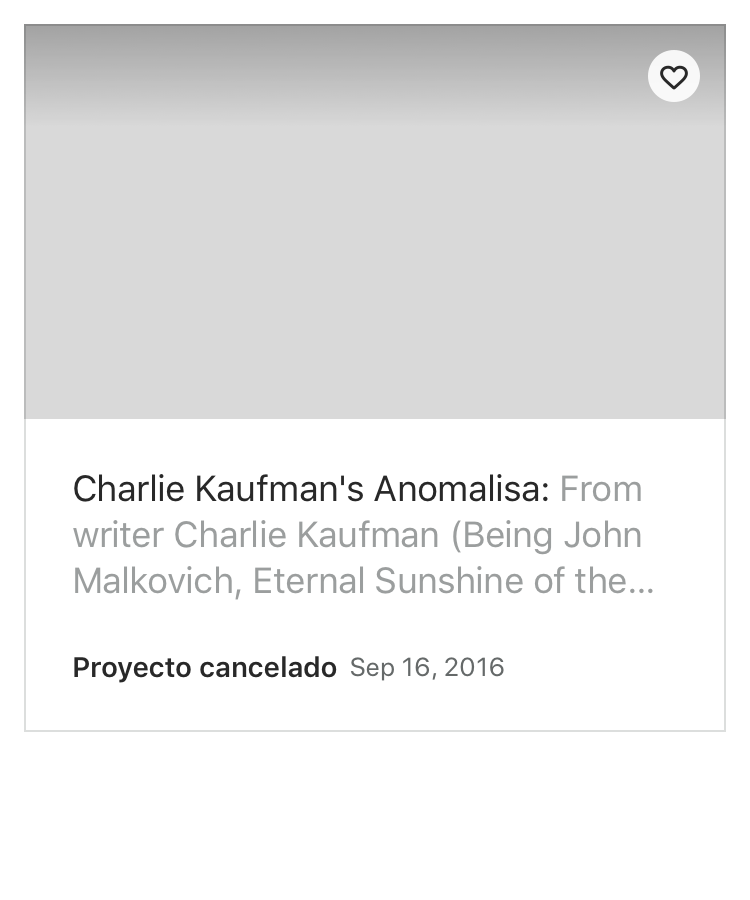 Charlie Kaufman's Anomalisa: From
writer Charlie Kaufman (Being John
Malkovich, Eternal Sunshine of the...
Proyecto cancelado Sep 16, 2016